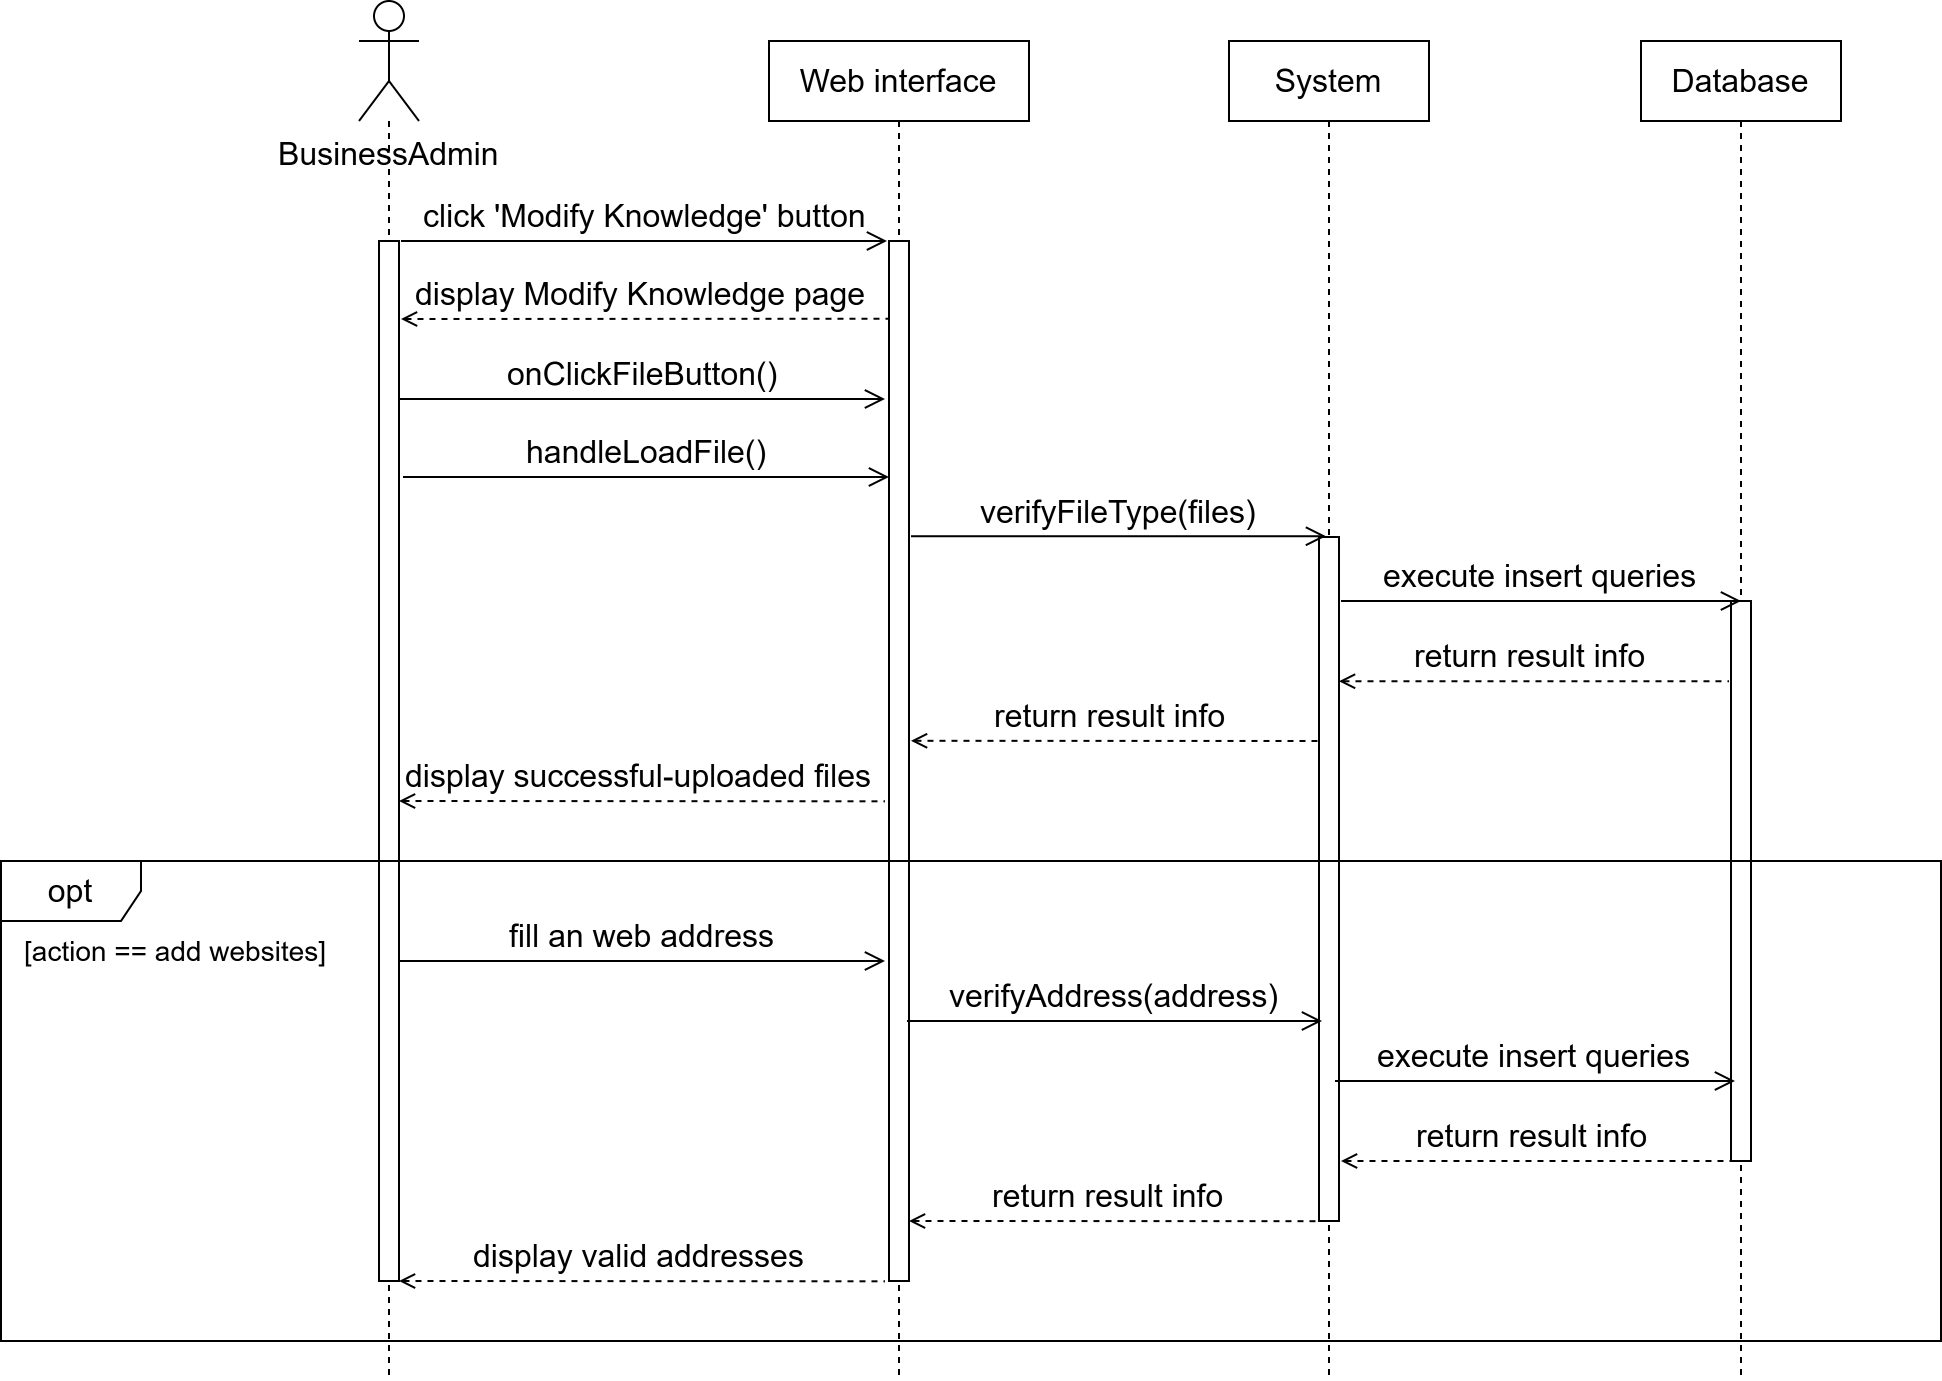 Web interface
System
Database
BusinessAdmin
click 'Modify Knowledge' button
display Modify Knowledge page
onClickFileButton()
handleLoadFile()
verifyFileType(files)
execute insert queries
return result info
return result info
display successful-uploaded files
opt
fill an web address
[action == add websites]
verifyAddress(address)
execute insert queries
return result info
return result info
display valid addresses